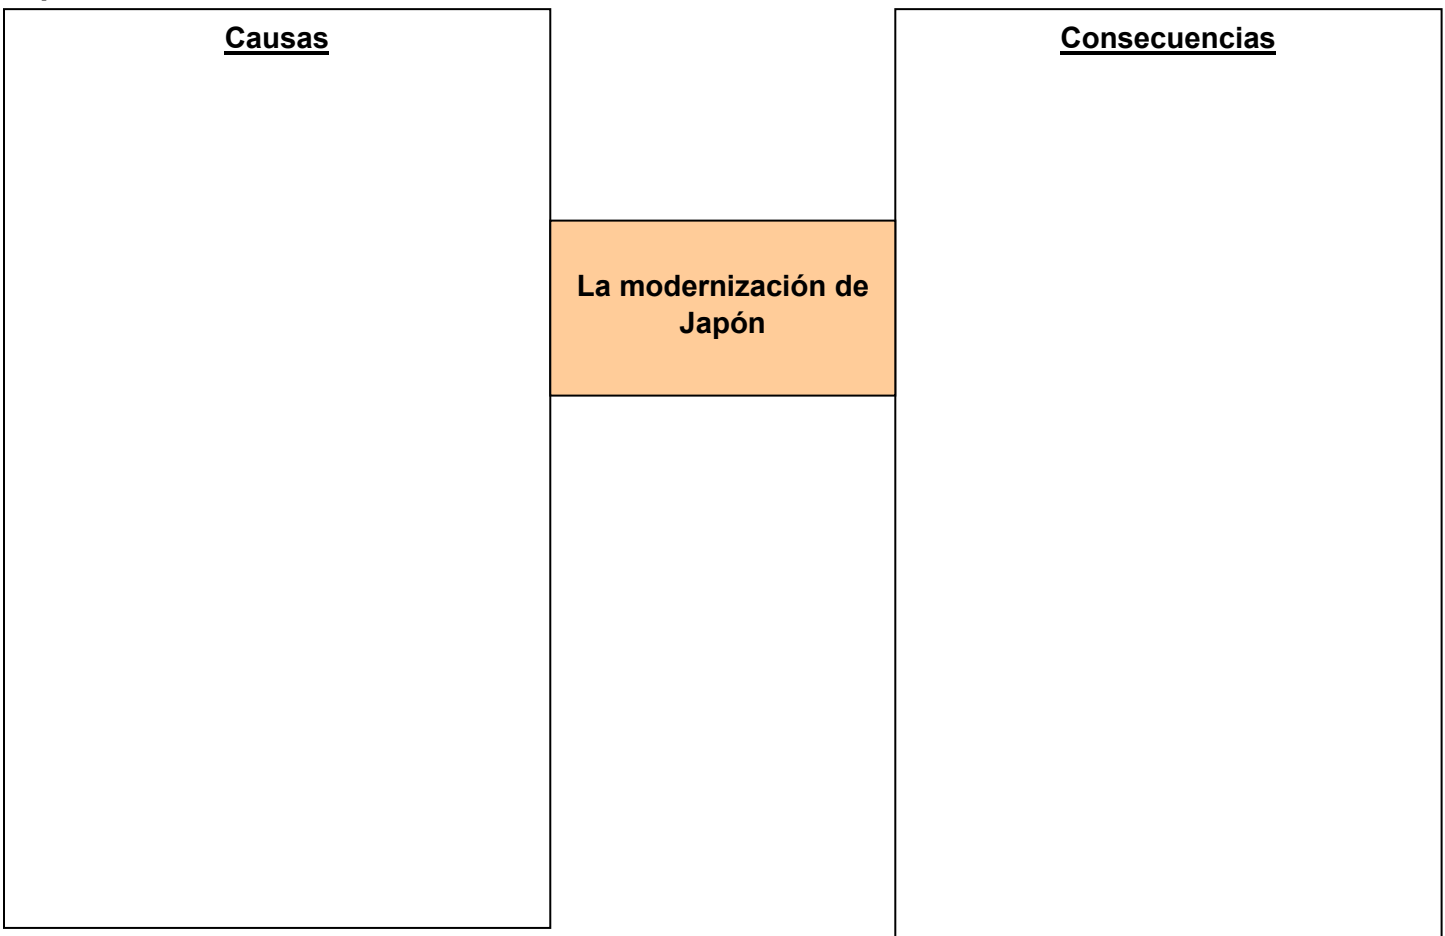 Causas
Consecuencias
La modernización de
Japón